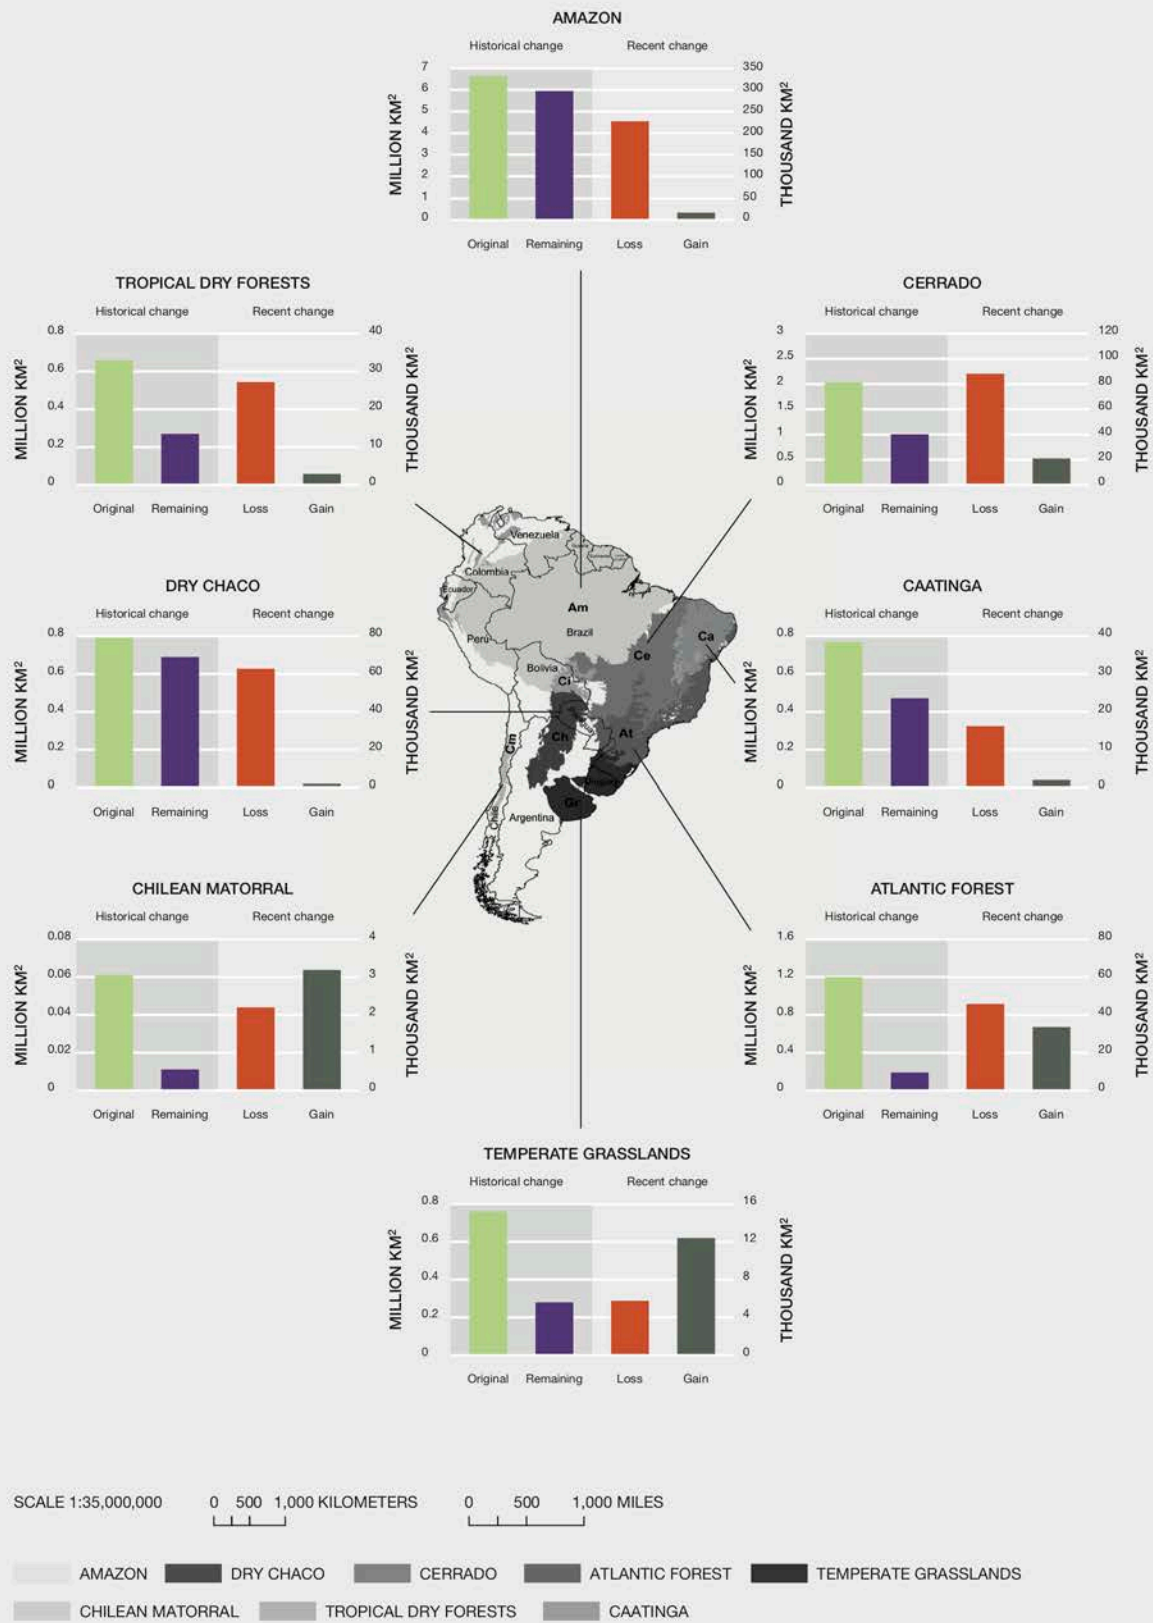 AMAZON
Historical change Recent change
MILLION KM²
7
6
5
4
3
2
1
0
350
300
250
200
150
100
50
0
THOUSAND KM²
Original Remaining Loss Gain
TROPICAL DRY FORESTS
Historical change Recent change
MILLION KM²
0.8
0.6
0.4
0.2
0
40
30
20
10
0
THOUSAND KM²
Original Remaining Loss Gain
CERRADO
Historical change Recent change
MILLION KM²
3
2.5
2
1.5
1
0.5
0
120
100
80
60
40
20
0
THOUSAND KM²
Original Remaining Loss Gain
DRY CHACO
Historical change Recent change
MILLION KM²
0.8
0.6
0.4
0.2
0
80
60
40
20
0
THOUSAND KM²
Original Remaining Loss Gain
Venezuela
Colombia
Ecuador
Am
Perú
Brazil
Ca
Ce
Bolivia
Ci
Cm
Ch
At
Gr
Chile
Argentina
CAATINGA
Historical change Recent change
MILLION KM²
0.8
0.6
0.4
0.2
0
40
30
20
10
0
THOUSAND KM²
Original Remaining Loss Gain
CHILEAN MATORRAL
Historical change Recent change
MILLION KM²
0.08
0.06
0.04
0.02
0
4
3
2
1
0
THOUSAND KM²
Original Remaining Loss Gain
ATLANTIC FOREST
Historical change Recent change
MILLION KM²
1.6
1.2
0.8
0.4
0
80
60
40
20
0
THOUSAND KM²
Original Remaining Loss Gain
TEMPERATE GRASSLANDS
Historical change Recent change
MILLION KM²
0.8
0.6
0.4
0.2
0
16
12
8
4
0
THOUSAND KM²
Original Remaining Loss Gain
SCALE 1:35,000,000 0 500 1,000 KILOMETERS 0 500 1,000 MILES
AMAZON DRY CHACO CERRADO ATLANTIC FOREST TEMPERATE GRASSLANDS
CHILEAN MATORRAL TROPICAL DRY FORESTS CAATINGA